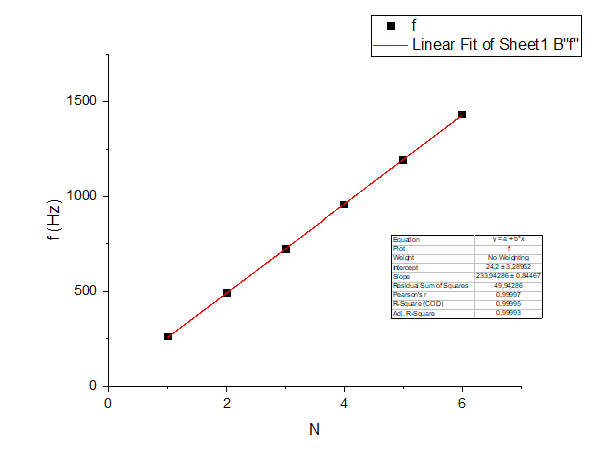 f
Linear Fit of Sheet1 B"f"
1500
1000
500
0
f (Hz)
0 2 4 6
N
Equation y = a + b*x
Plot f
Weight No Weighting
Intercept 24,2 ± 3,28952
Slope 233,94286 ± 0,84467
Residual Sum of Squares 49,94286
Pearson's r 0,99997
R-Square (COD) 0,99995
Adj. R-Square 0,99993